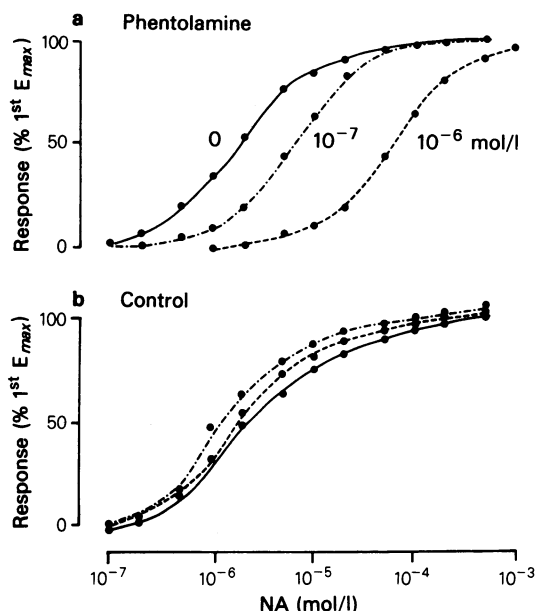 a Phentolamine
100
50
0
Response (% 1st Emax)
0
10-7
10-6 mol/l
b Control
100
50
0
Response (% 1st Emax)
10-7 10-6 10-5 10-4 10-3
NA (mol/l)